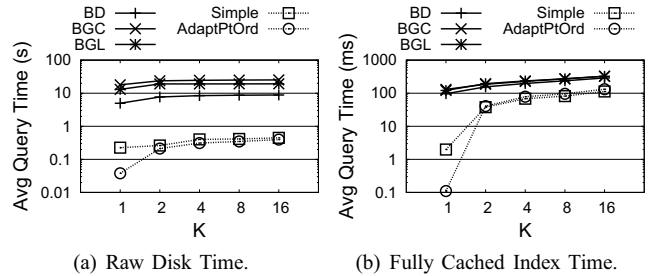 BD
BGC
BGL
Simple
AdaptPtOrd
Avg Query Time (s)
100
10
1
0.1
0.01
1 2 4 8 16
K
(a) Raw Disk Time.
BD
BGC
BGL
Simple
AdaptPtOrd
Avg Query Time (ms)
1000
100
10
1
0.1
1 2 4 8 16
K
(b) Fully Cached Index Time.